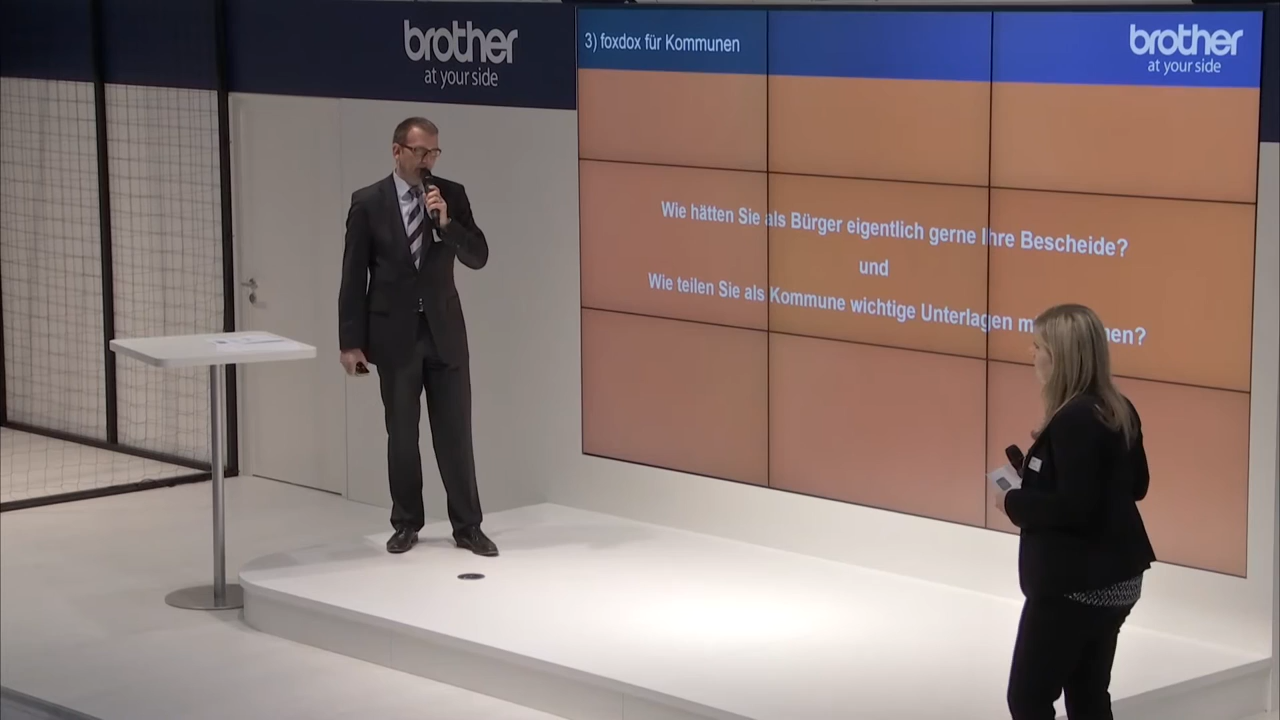 brother
at your side
3) foxdox für Kommunen
brother
at your side
Wie hätten Sie als Bürger eigentlich gerne Ihre Bescheide?
und
Wie teilen Sie als Kommune wichtige Unterlagen